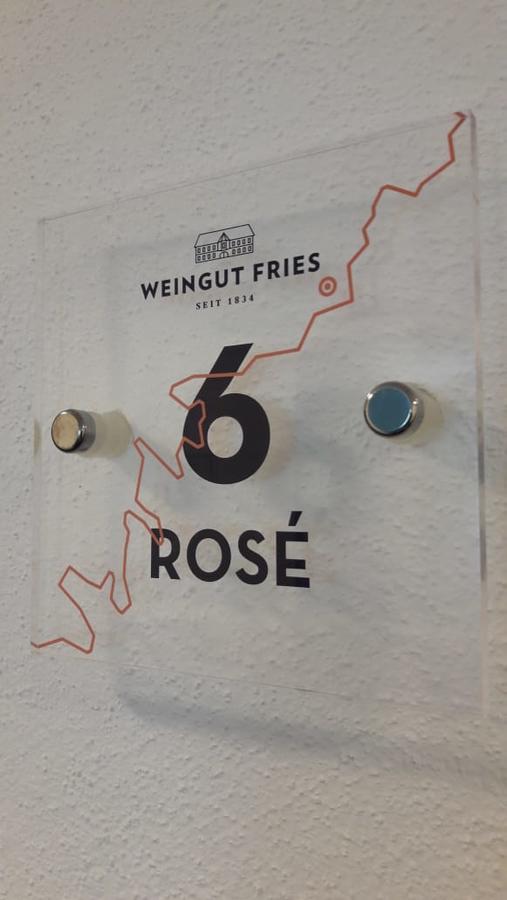 WEINGUT FRIES
SEIT 1834
6
ROSÉ